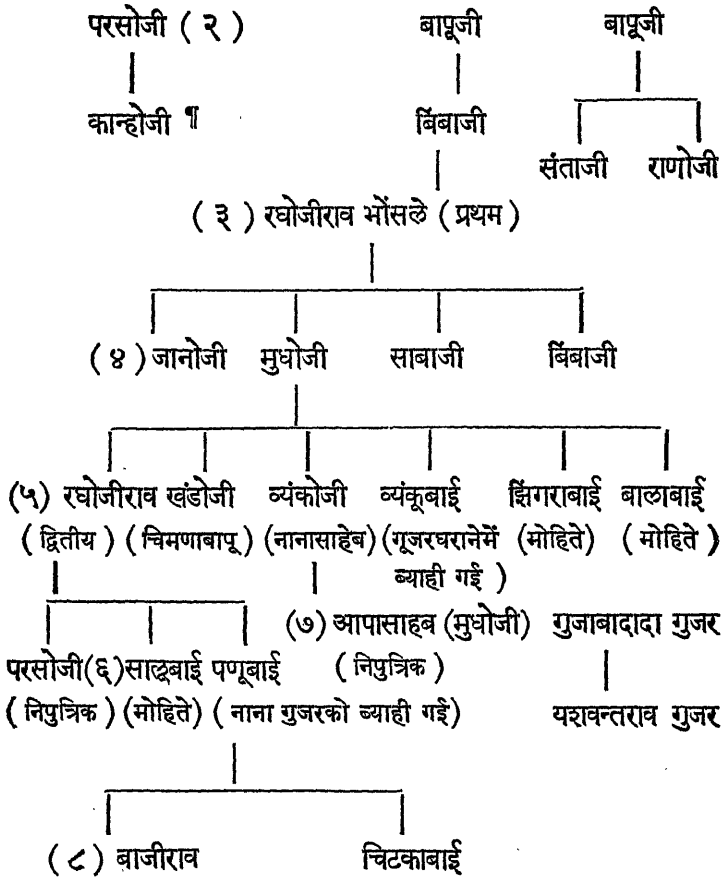 परसोजी ( २ ) बापूजी बापूजी
कान्होजी ¶ बिंबाजी
संताजी राणोजी
( ३ ) रघोजीराव भोंसले ( प्रथम )
( ४ ) जानोजी मुधोजी साबाजी बिंबाजी
(५) रघोजीराव खंडोजी व्यंकोजी व्यंकूबाई झिंगराबाई बालाबाई
( द्वितीय ) ( चिमणाबापू ) (नानासाहेब) (गूजरघरानेमें (मोहिते) ( मोहिते )
ब्याही गई )
(७) आपासाहब (मुधोजी) गुजाबादादा गुजर
परसोजी(६)सालूबाई पणूबाई ( निपुत्रिक )
( निपुत्रिक ) (मोहिते) ( नाना गुजरको ब्याही गई) यशवन्तराव गुजर
( ८ ) बाजीराव चिटकाबाई